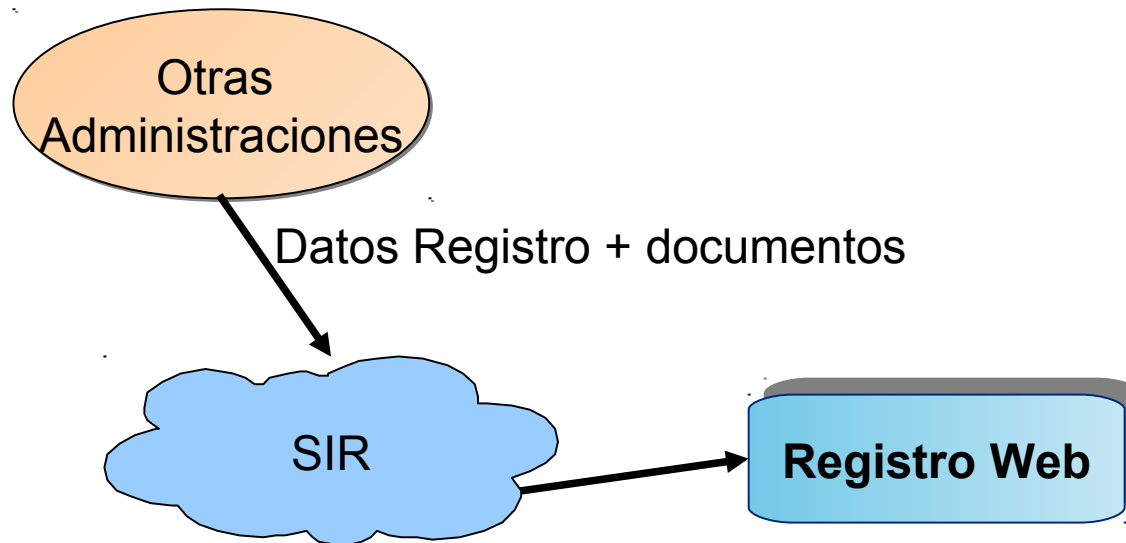 Otras
Administraciones
Datos Registro + documentos
SIR
Registro Web